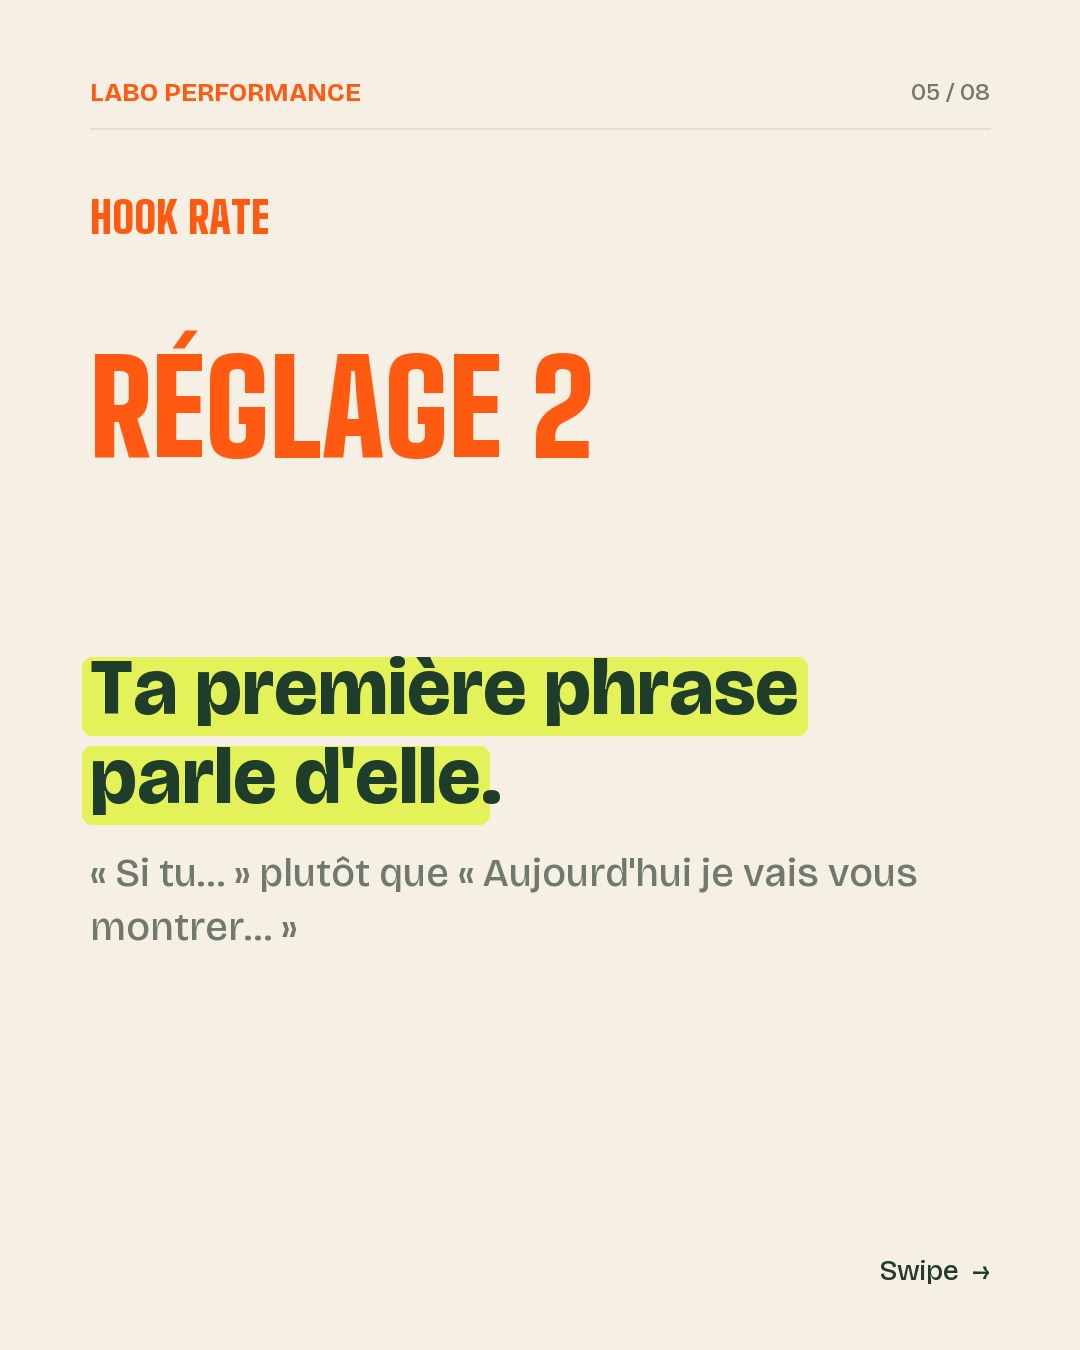 LABO PERFORMANCE
05 / 08
HOOK RATE
RÉGLAGE 2
Ta première phrase
parle d'elle.
« Si tu... » plutôt que « Aujourd'hui je vais vous
montrer... »
Swipe →